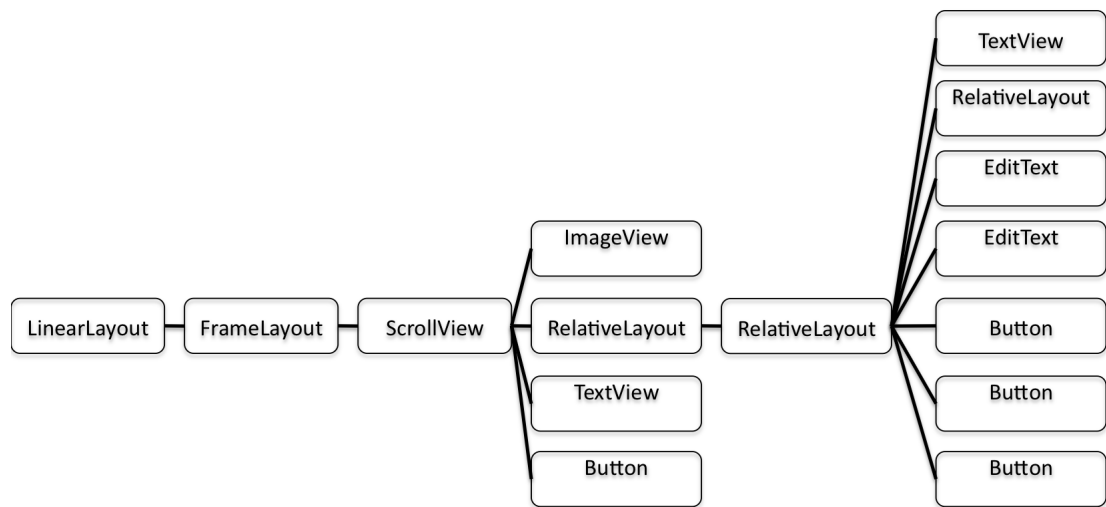 LinearLayout
FrameLayout
ScrollView
ImageView
RelativeLayout
TextView
Button
RelativeLayout
TextView
RelativeLayout
EditText
EditText
Button
Button
Button